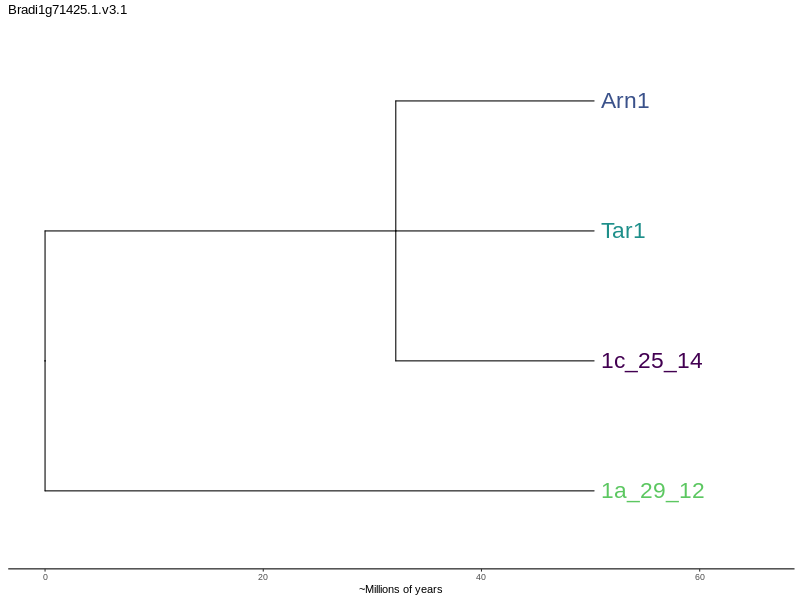 Bradi1g71425.1.v3.1
Arn1
Tar1
1c_25_14
1a_29_12
0 20 40 60
~Millions of years